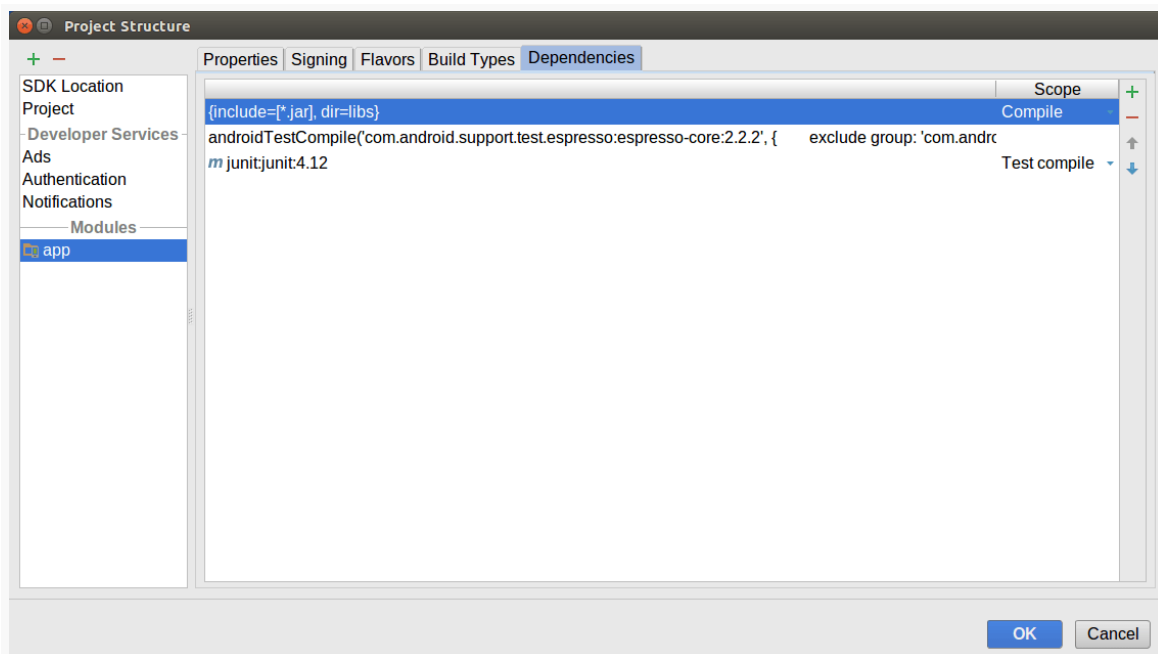 Project Structure
Properties Signing Flavors Build Types Dependencies
SDK Location
Project
Developer Services
Ads
Authentication
Notifications
Modules
app
Scope
{include=[*.jar], dir=libs} Compile
androidTestCompile('com.android.support.test.espresso:espresso-core:2.2.2', { exclude group: 'com.andro
m junit:junit:4.12 Test compile
OK Cancel